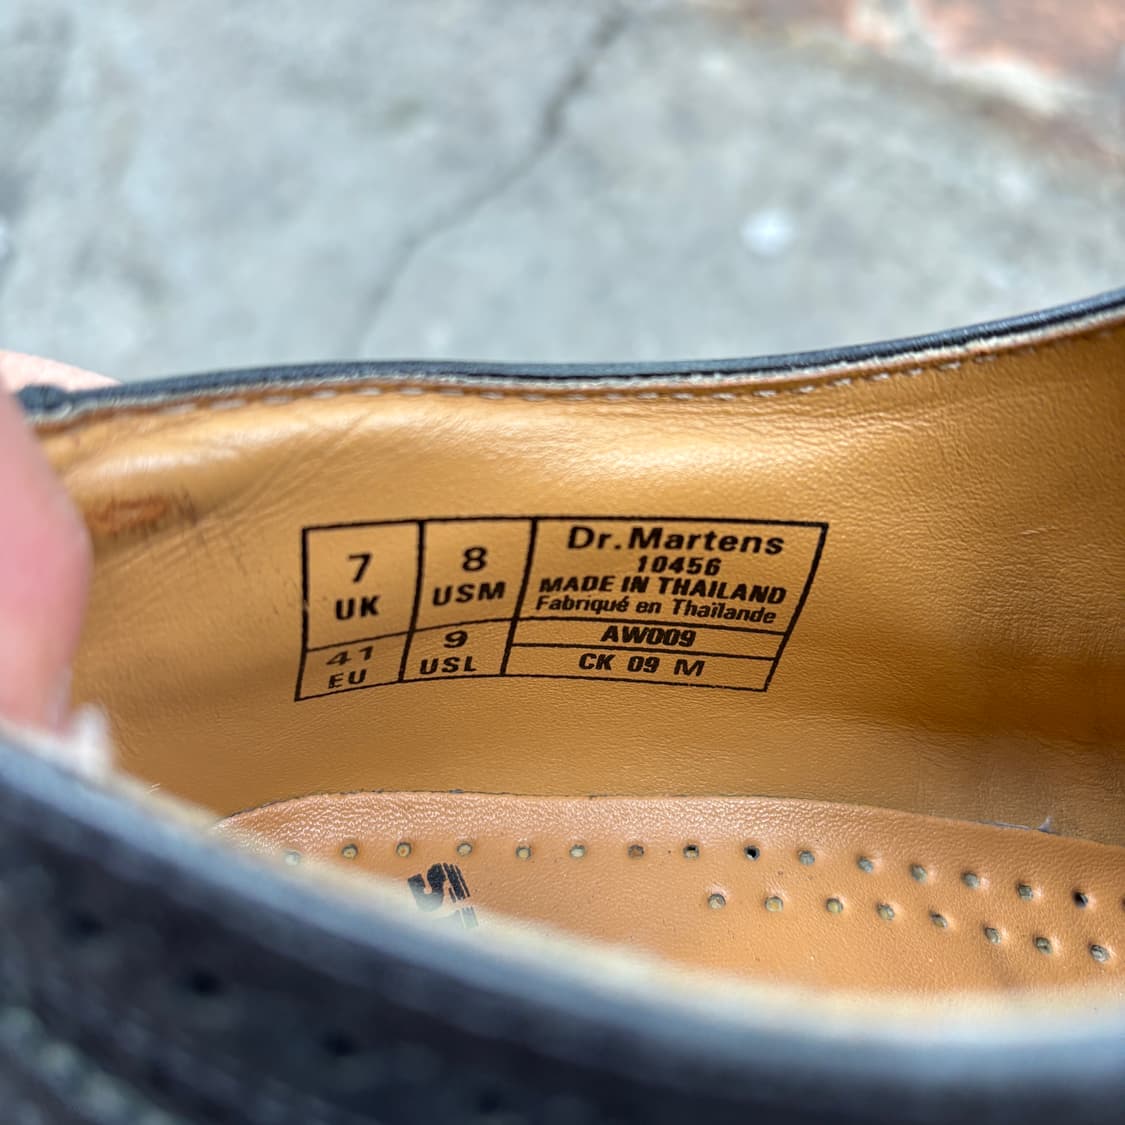 7
UK
8
USM
41
EU
9
USL
Dr.Martens
10456
MADE IN THAILAND
Fabriqué en Thaïlande
AW009
CK 09 M